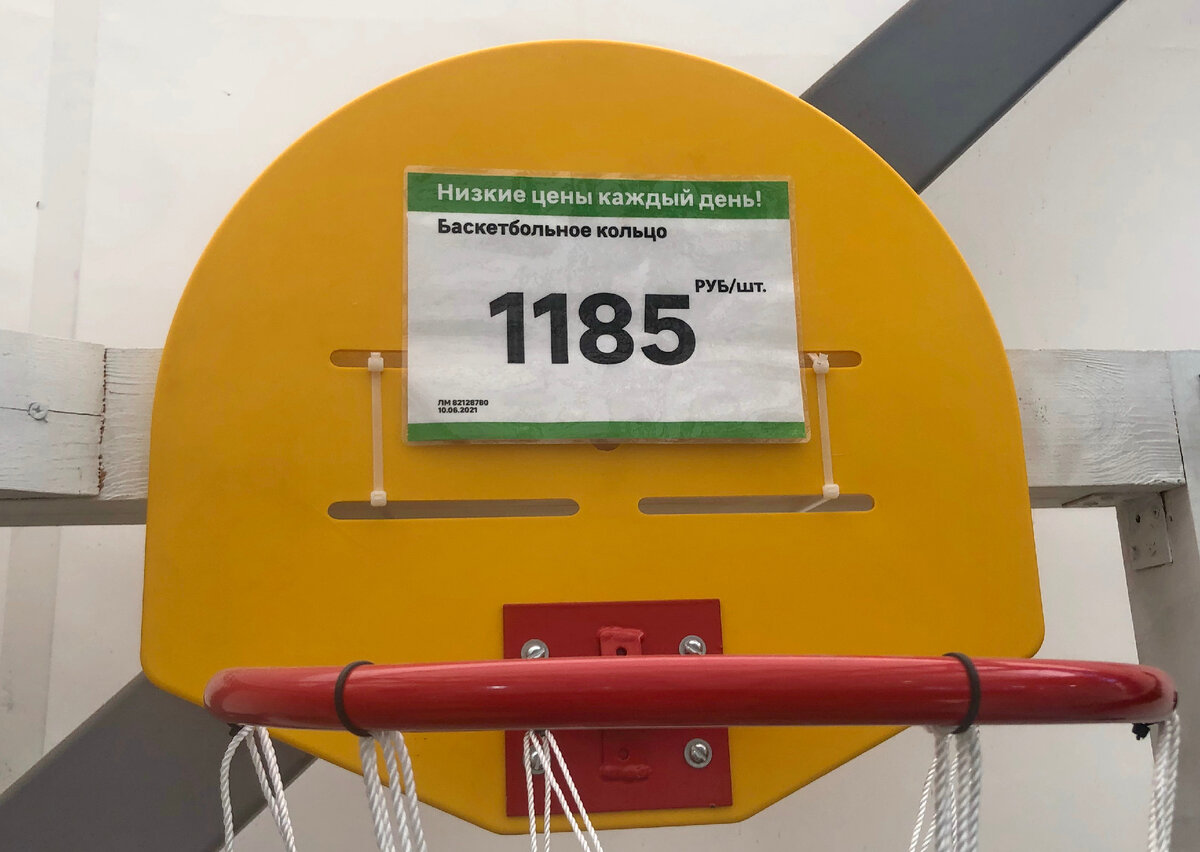 Низкие цены каждый день!
Баскетбольное кольцо
РУБ/шт.
1185
ЛМ 82128780
10.06.2021